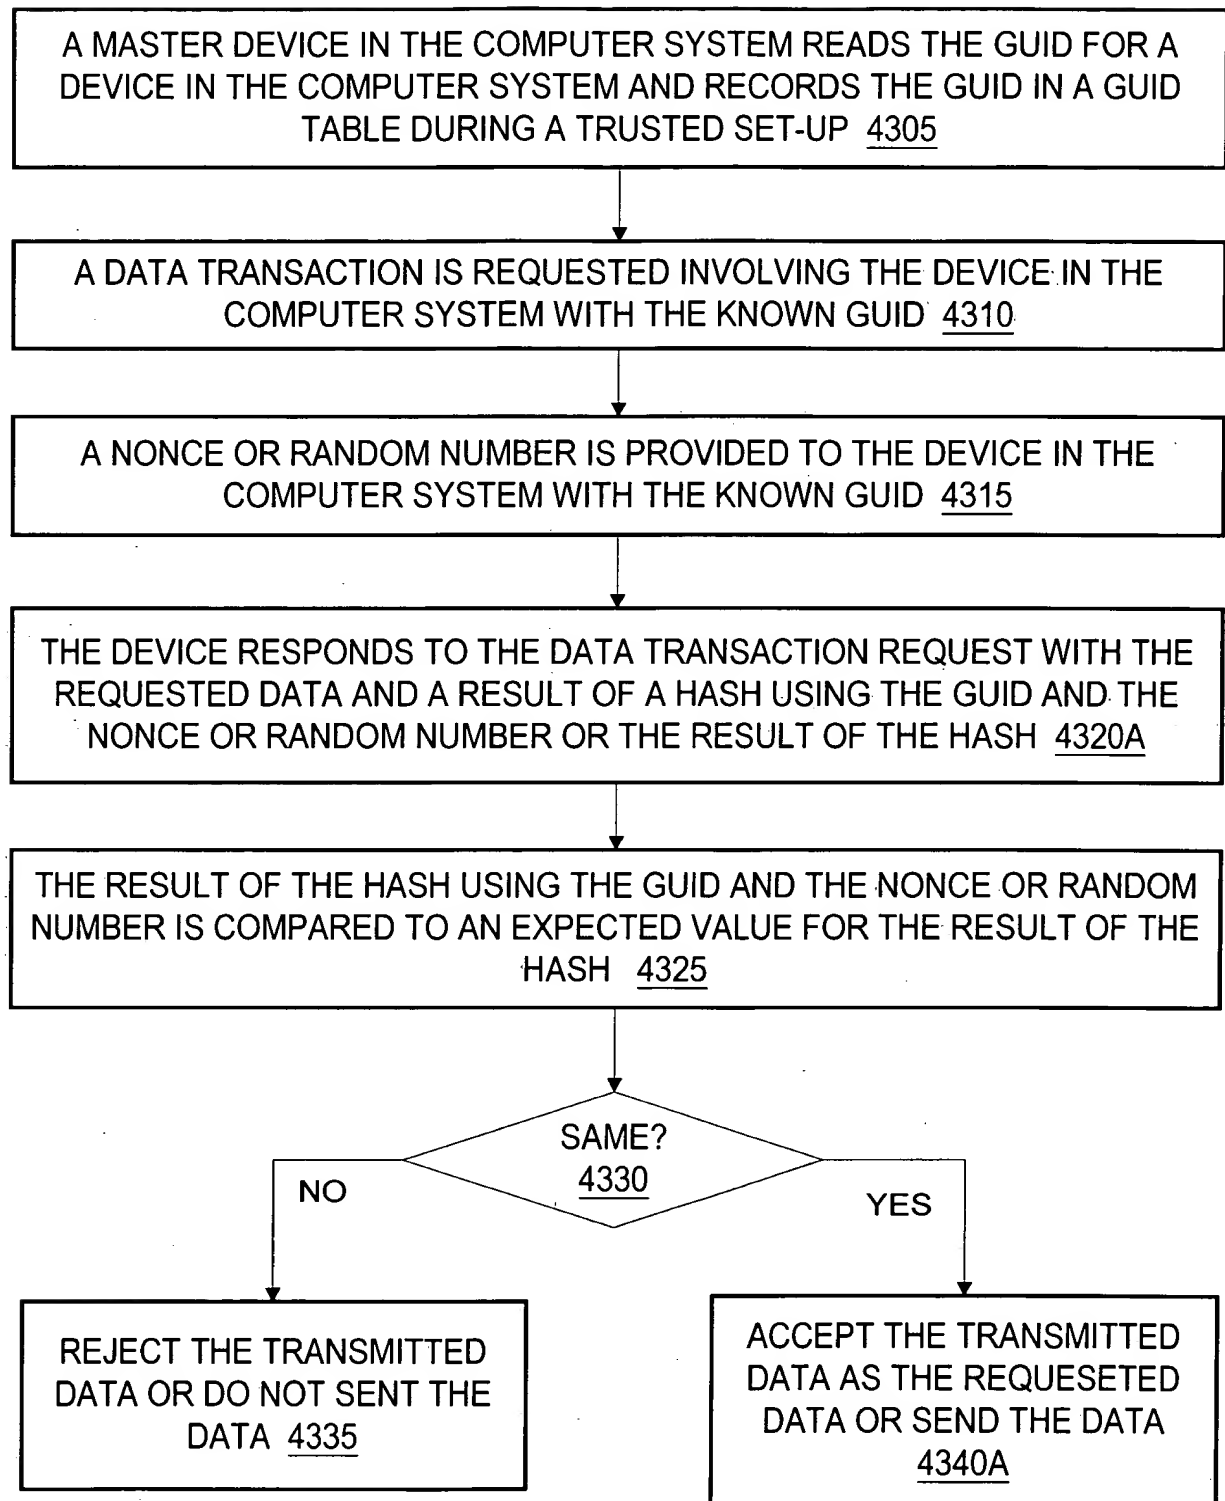 A MASTER DEVICE IN THE COMPUTER SYSTEM READS THE GUID FOR A
DEVICE IN THE COMPUTER SYSTEM AND RECORDS THE GUID IN A GUID
TABLE DURING A TRUSTED SET-UP 4305
A DATA TRANSACTION IS REQUESTED INVOLVING THE DEVICE IN THE
COMPUTER SYSTEM WITH THE KNOWN GUID 4310
A NONCE OR RANDOM NUMBER IS PROVIDED TO THE DEVICE IN THE
COMPUTER SYSTEM WITH THE KNOWN GUID 4315
THE DEVICE RESPONDS TO THE DATA TRANSACTION REQUEST WITH THE
REQUESTED DATA AND A RESULT OF A HASH USING THE GUID AND THE
NONCE OR RANDOM NUMBER OR THE RESULT OF THE HASH 4320A
THE RESULT OF THE HASH USING THE GUID AND THE NONCE OR RANDOM
NUMBER IS COMPARED TO AN EXPECTED VALUE FOR THE RESULT OF THE
HASH 4325
SAME?
4330
NO
YES
REJECT THE TRANSMITTED
DATA OR DO NOT SENT THE
DATA 4335
ACCEPT THE TRANSMITTED
DATA AS THE REQUESETED
DATA OR SEND THE DATA
4340A